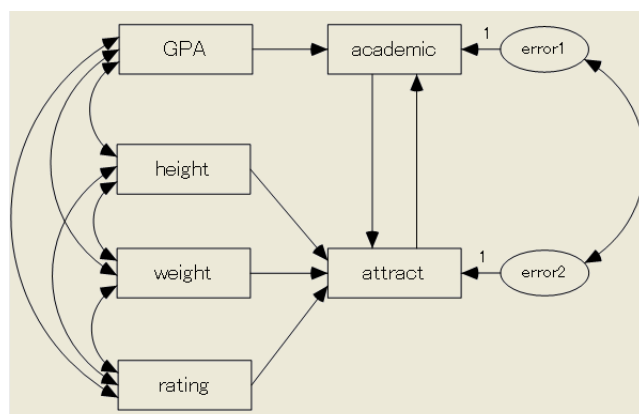 GPA
academic
1
error1
height
weight
attract
1
error2
rating